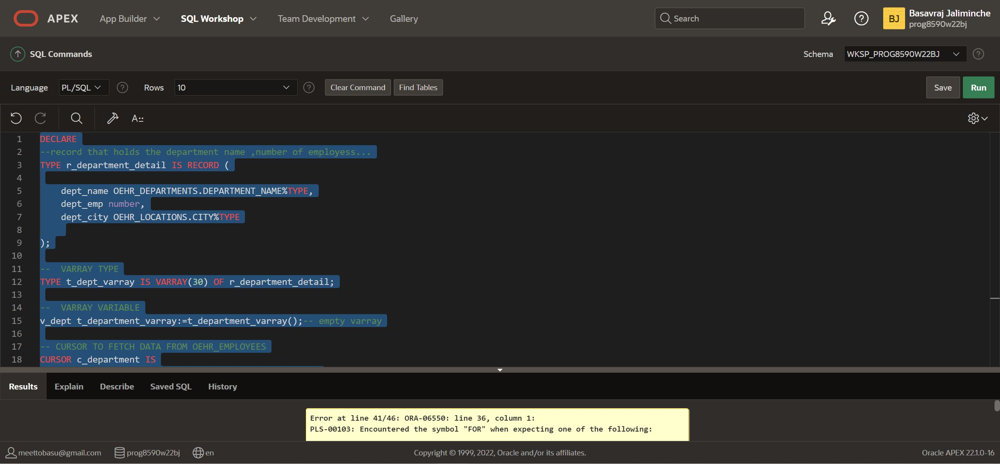 APEX App Builder SQL Workshop Team Development Gallery Search BJ Basavraj Jaliminche
prog8590w22bj
SQL Commands Schema WKSP_PROG8590W22BJ
Language PL/SQL Rows 10 Clear Command Find Tables Save Run
A::
1 DECLARE
2 --record that holds the department name ,number of employess...
3 TYPE r_department_detail IS RECORD (
4
5 dept_name OEHR_DEPARTMENTS.DEPARTMENT_NAME%TYPE,
6 dept_emp number,
7 dept_city OEHR_LOCATIONS.CITY%TYPE
8
9 );
10
11 --  VARRAY TYPE
12 TYPE t_dept_varray IS VARRAY(30) OF r_department_detail;
13
14 --  VARRAY VARIABLE
15 v_dept t_department_varray:=t_department_varray();-- empty varray
16
17 -- CURSOR TO FETCH DATA FROM OEHR_EMPLOYEES
18 CURSOR c_department IS
Results Explain Describe Saved SQL History
Error at line 41/46: ORA-06550: line 36, column 1:
PLS-00103: Encountered the symbol "FOR" when expecting one of the following:
meettobasu@gmail.com prog8590w22bj en Copyright © 1999, 2022, Oracle and/or its affiliates. Oracle APEX 22.1.0-16